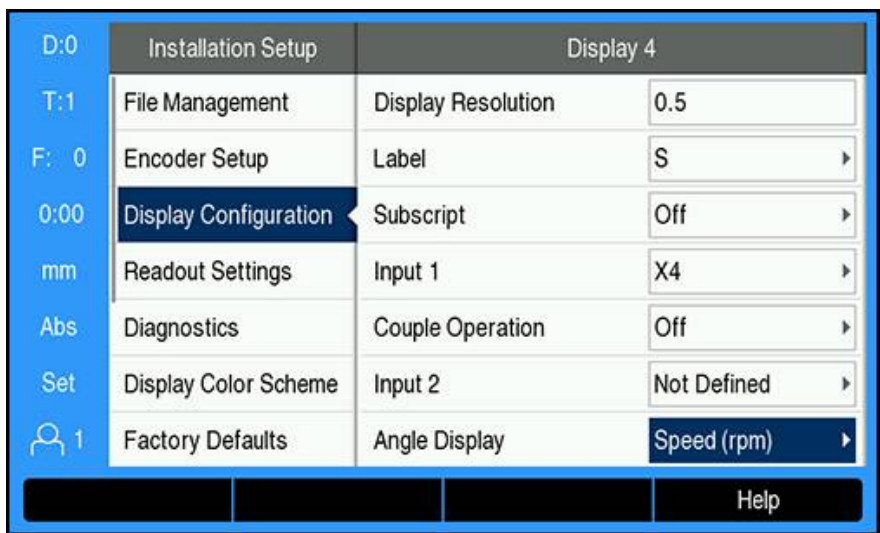 D:0
Installation Setup
Display 4
T:1
File Management
Display Resolution
0.5
F: 0
Encoder Setup
Label
S
0:00
Display Configuration
Subscript
Off
mm
Readout Settings
Input 1
X4
Abs
Diagnostics
Couple Operation
Off
Set
Display Color Scheme
Input 2
Not Defined
1
Factory Defaults
Angle Display
Speed (rpm)
Help